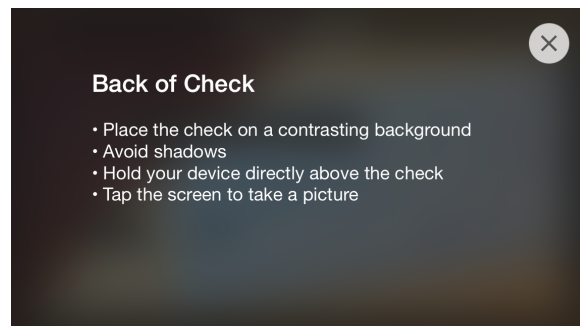 Back of Check
• Place the check on a contrasting background
• Avoid shadows
• Hold your device directly above the check
• Tap the screen to take a picture